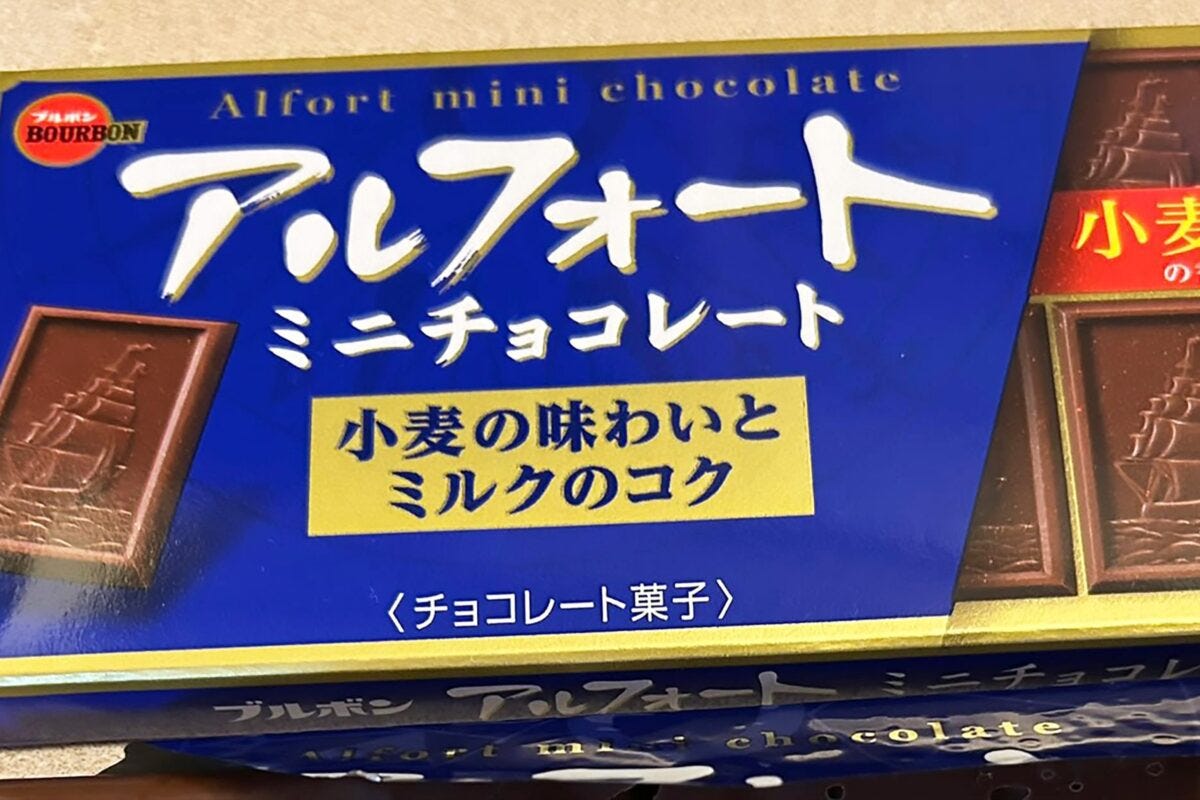 Alfort mini chocolate
ブルボン
BOURBON
アルフォート
ミニチョコレート
小麦の味わいと
ミルクのコク
〈チョコレート菓子〉
小麦
の
ブルボン アルフォート ミニチョコレ
Alfort mini chocolate